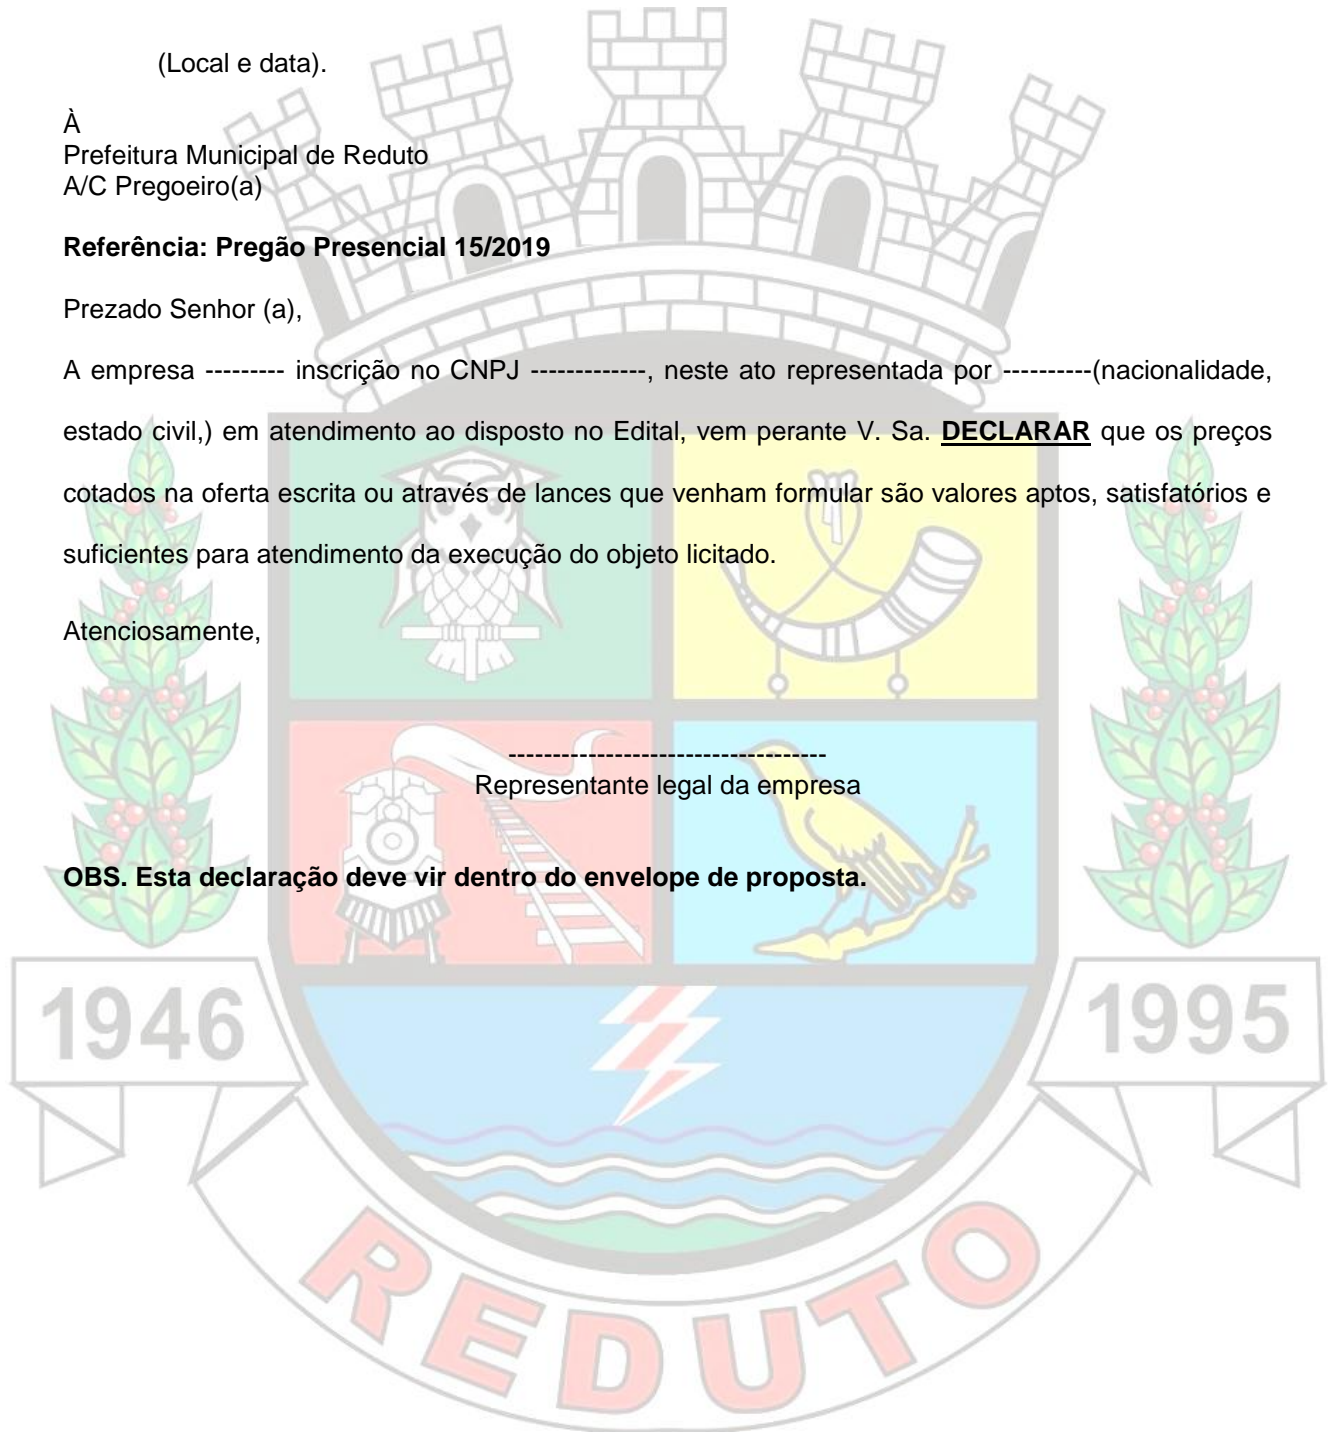 (Local e data).
À
Prefeitura Municipal de Reduto
A/C Pregoeiro(a)
Referência: Pregão Presencial 15/2019
Prezado Senhor (a),
A empresa --------- inscrição no CNPJ -------------, neste ato representada por ----------(nacionalidade,
estado civil,) em atendimento ao disposto no Edital, vem perante V. Sa. DECLARAR que os preços
cotados na oferta escrita ou através de lances que venham formular são valores aptos, satisfatórios e
suficientes para atendimento da execução do objeto licitado.
Atenciosamente,
------------------------------------
Representante legal da empresa
OBS. Esta declaração deve vir dentro do envelope de proposta.
1946
1995
REDUTO